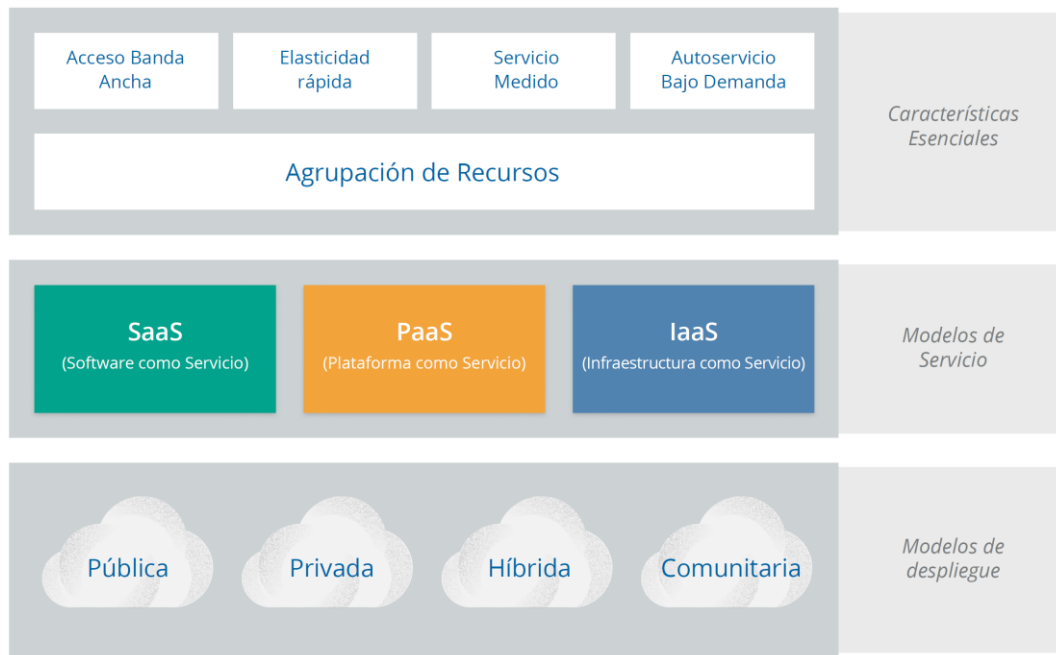 Acceso Banda
Ancha
Elasticidad
rápida
Servicio
Medido
Autoservicio
Bajo Demanda
Agrupación de Recursos
Características
Esenciales
SaaS
(Software como Servicio)
PaaS
(Plataforma como Servicio)
IaaS
(Infraestructura como Servicio)
Modelos de
Servicio
Pública
Privada
Híbrida
Comunitaria
Modelos de
despliegue